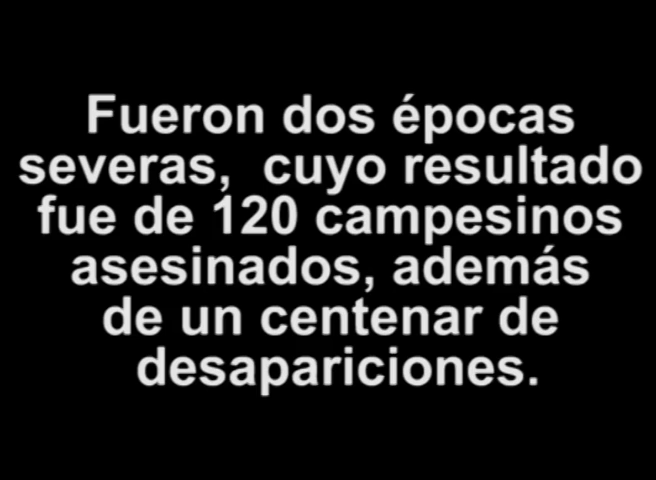 Fueron dos épocas
severas, cuyo resultado
fue de 120 campesinos
asesinados, además
de un centenar de
desapariciones.